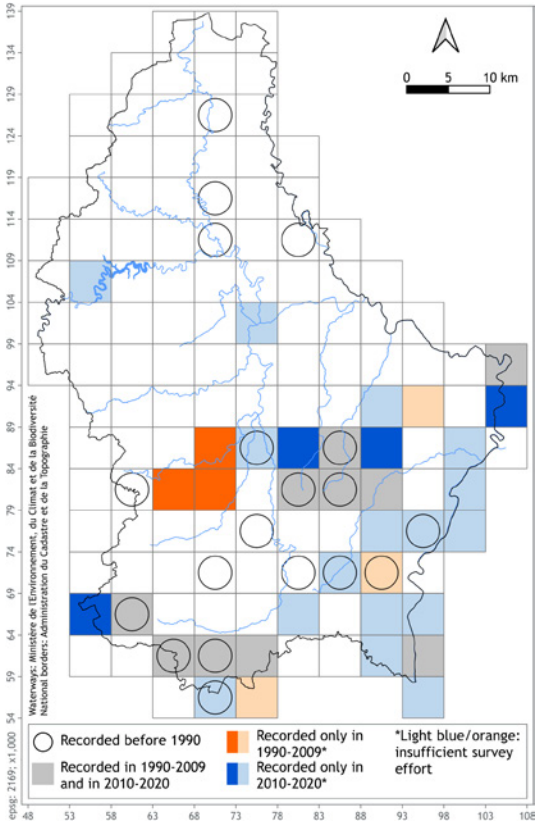 139
134
129
124
119
114
109
104
99
94
89
84
79
74
69
64
59
54
0 5 10 km
Waterways: Ministère de l'Environnement, du Climat et de la Biodiversité
National borders: Administration du Cadastre et de la Topographie
epsg: 2169; x1,000
Recorded before 1990
Recorded in 1990-2009
and in 2010-2020
Recorded only in
1990-2009*
Recorded only in
2010-2020*
*Light blue/orange:
insufficient survey
effort
48 53 58 63 68 73 78 83 88 93 98 103 108